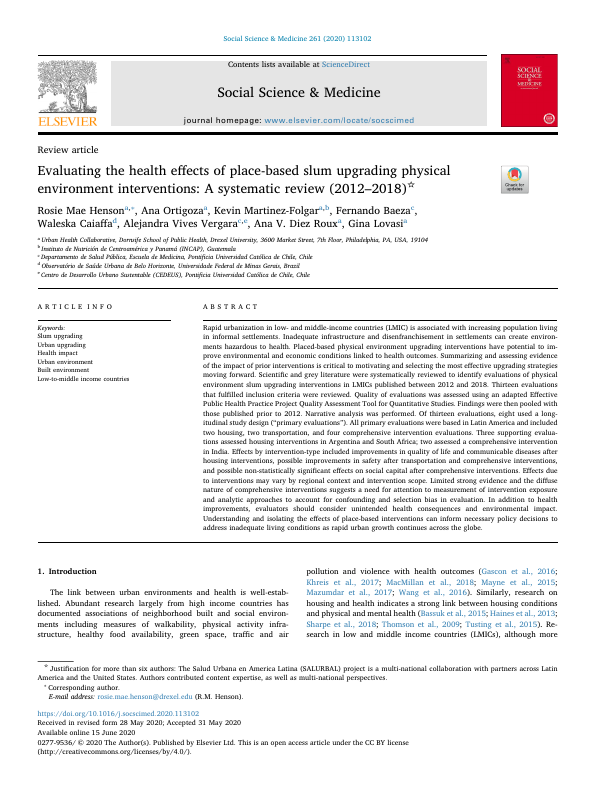 Social Science & Medicine 261 (2020) 113102
Contents lists available at ScienceDirect
Social Science & Medicine
journal homepage: www.elsevier.com/locate/socscimed
ELSEVIER
SOCIAL
SCIENCE
&
MEDICINE
Check for
updates
Review article
Evaluating the health effects of place-based slum upgrading physical
environment interventions: A systematic review (2012–2018)☆
Rosie Mae Henson a,*, Ana Ortigoza a, Kevin Martinez-Folgar a,b, Fernando Baeza c,
Waleska Caiaffa d, Alejandra Vives Vergara c,e, Ana V. Diez Roux a, Gina Lovasi a
a Urban Health Collaborative, Dornsife School of Public Health, Drexel University, 3600 Market Street, 7th Floor, Philadelphia, PA, USA, 19104
b Instituto de Nutrición de Centroamérica y Panamá (INCAP), Guatemala
c Departamento de Salud Pública, Escuela de Medicina, Pontificia Universidad Católica de Chile, Chile
d Observatório de Saúde Urbana de Belo Horizonte, Universidade Federal de Minas Gerais, Brazil
e Centro de Desarrollo Urbano Sustentable (CEDEUS), Pontificia Universidad Católica de Chile, Chile
ARTICLE INFO
Keywords:
Slum upgrading
Urban upgrading
Health impact
Urban environment
Built environment
Low-to-middle income countries
ABSTRACT
Rapid urbanization in low- and middle-income countries (LMIC) is associated with increasing population living
in informal settlements. Inadequate infrastructure and disenfranchisement in settlements can create environ-
ments hazardous to health. Placed-based physical environment upgrading interventions have potential to im-
prove environmental and economic conditions linked to health outcomes. Summarizing and assessing evidence
of the impact of prior interventions is critical to motivating and selecting the most effective upgrading strategies
moving forward. Scientific and grey literature were systematically reviewed to identify evaluations of physical
environment slum upgrading interventions in LMICs published between 2012 and 2018. Thirteen evaluations
that fulfilled inclusion criteria were reviewed. Quality of evaluations was assessed using an adapted Effective
Public Health Practice Project Quality Assessment Tool for Quantitative Studies. Findings were then pooled with
those published prior to 2012. Narrative analysis was performed. Of thirteen evaluations, eight used a long-
itudinal study design ("primary evaluations"). All primary evaluations were based in Latin America and included
two housing, two transportation, and four comprehensive intervention evaluations. Three supporting evalua-
tions assessed housing interventions in Argentina and South Africa; two assessed a comprehensive intervention
in India. Effects by intervention-type included improvements in quality of life and communicable diseases after
housing interventions, possible improvements in safety after transportation and comprehensive interventions,
and possible non-statistically significant effects on social capital after comprehensive interventions. Effects due
to interventions may vary by regional context and intervention scope. Limited strong evidence and the diffuse
nature of comprehensive interventions suggests a need for attention to measurement of intervention exposure
and analytic approaches to account for confounding and selection bias in evaluation. In addition to health
improvements, evaluators should consider unintended health consequences and environmental impact.
Understanding and isolating the effects of place-based interventions can inform necessary policy decisions to
address inadequate living conditions as rapid urban growth continues across the globe.
1. Introduction
The link between urban environments and health is well-estab-
lished. Abundant research largely from high income countries has
documented associations of neighborhood built and social environ-
ments including measures of walkability, physical activity infra-
structure, healthy food availability, green space, traffic and air
pollution and violence with health outcomes (Gascon et al., 2016;
Khreis et al., 2017; MacMillan et al., 2018; Mayne et al., 2015;
Mazumdar et al., 2017; Wang et al., 2016). Similarly, research on
housing and health indicates a strong link between housing conditions
and physical and mental health (Bassuk et al., 2015; Haines et al., 2013;
Sharpe et al., 2018; Thomson et al., 2009; Tusting et al., 2015). Re-
search in low and middle income countries (LMICs), although more
☆ Justification for more than six authors: The Salud Urbana en America Latina (SALURBAL) project is a multi-national collaboration with partners across Latin
America and the United States. Authors contributed content expertise, as well as multi-national perspectives.
* Corresponding author.
E-mail address: rosie.mae.henson@drexel.edu (R.M. Henson).
https://doi.org/10.1016/j.socscimed.2020.113102
Received in revised form 28 May 2020; Accepted 31 May 2020
Available online 15 June 2020
0277-9536/ © 2020 The Author(s). Published by Elsevier Ltd. This is an open access article under the CC BY license
(http://creativecommons.org/licenses/by/4.0/).